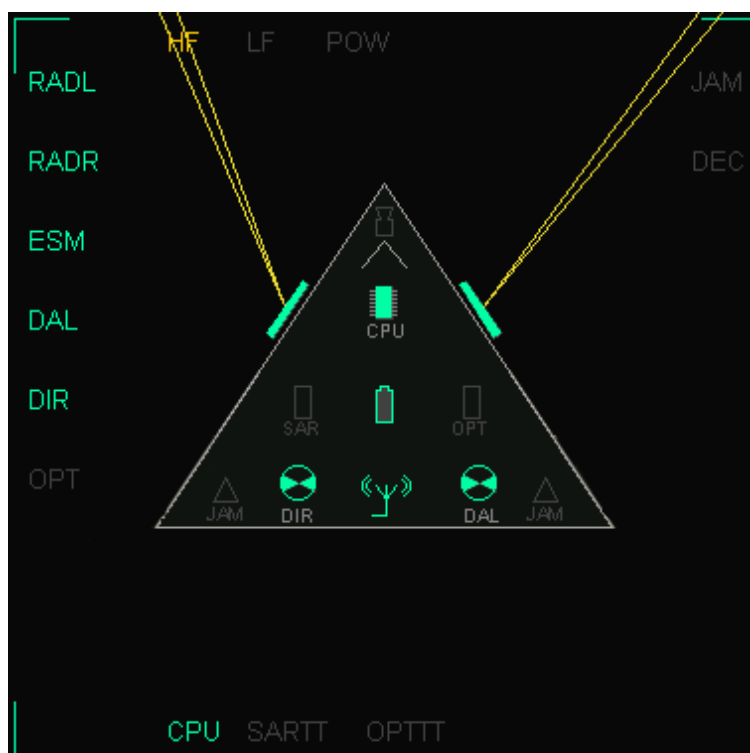 HF LF POW
RADL JAM
RADR DEC
ESM
CPU
DAL
DIR
SAR OPT
OPT
JAM DIR DAL JAM
CPU SARTT OPTTT